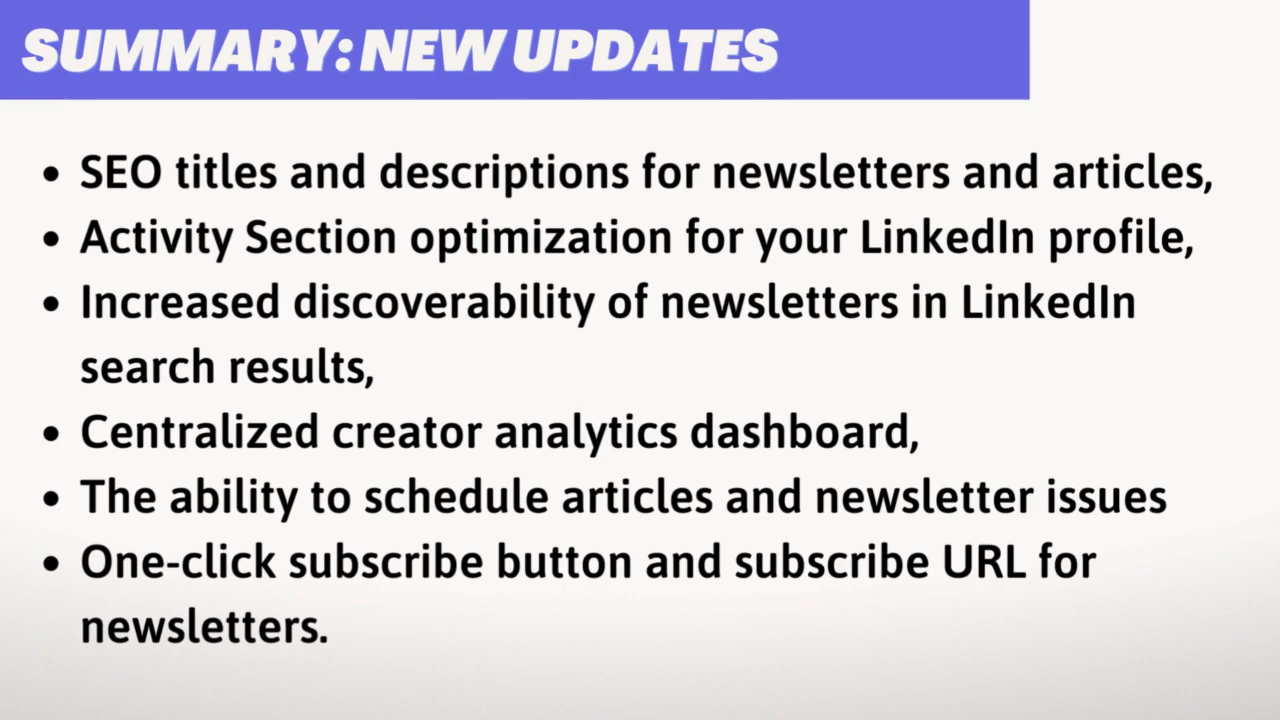 SUMMARY: NEW UPDATES
• SEO titles and descriptions for newsletters and articles,
• Activity Section optimization for your LinkedIn profile,
• Increased discoverability of newsletters in LinkedIn
search results,
• Centralized creator analytics dashboard,
• The ability to schedule articles and newsletter issues
• One-click subscribe button and subscribe URL for
newsletters.